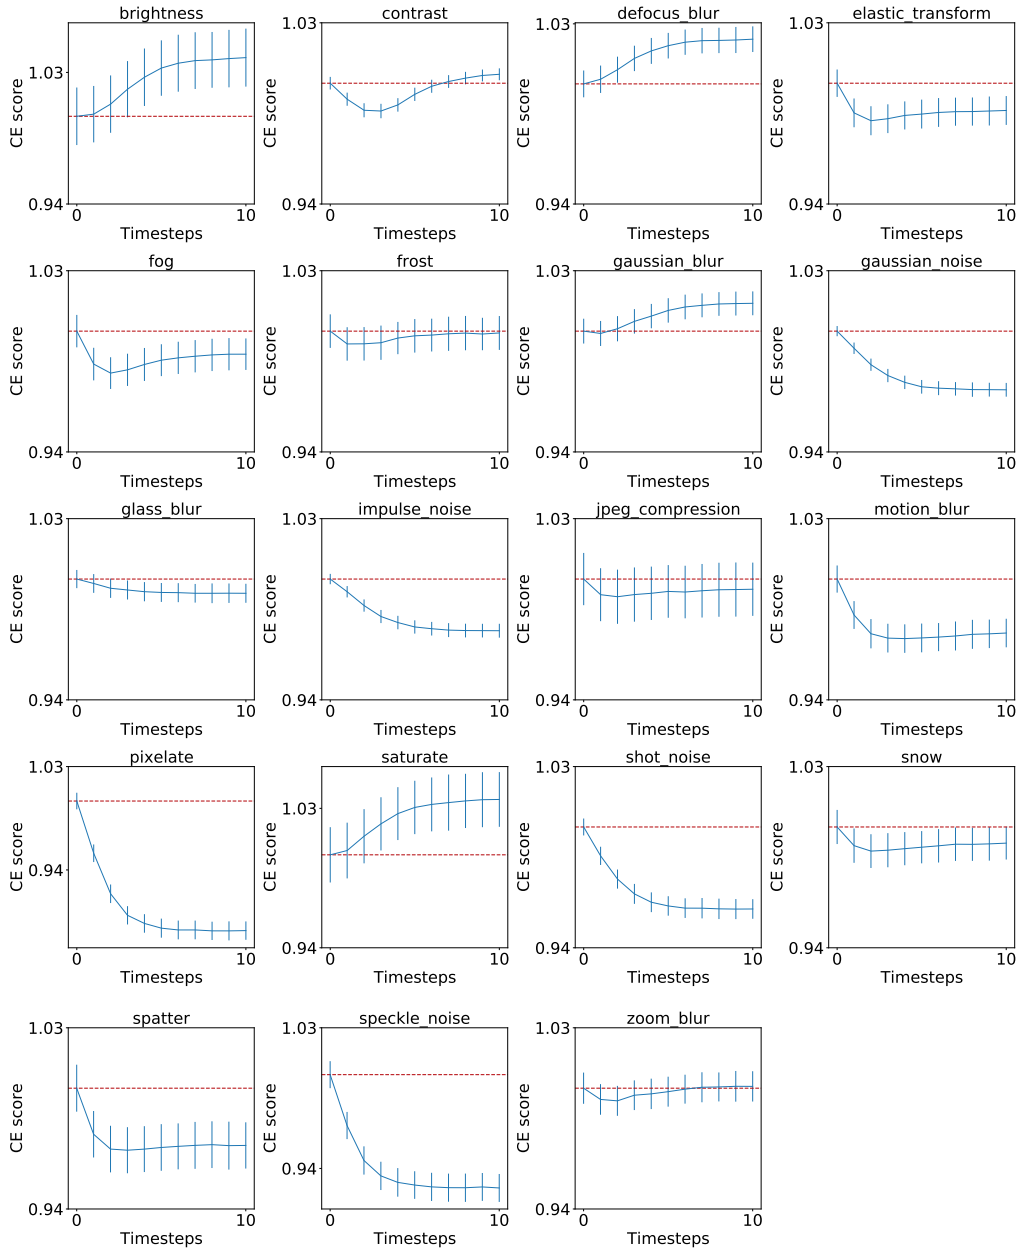 brightness
contrast
defocus_blur
elastic_transform
CE score
1.03
0.94
0
10
Timesteps
CE score
1.03
0.94
0
10
Timesteps
CE score
1.03
0.94
0
10
Timesteps
CE score
1.03
0.94
0
10
Timesteps
fog
frost
gaussian_blur
gaussian_noise
CE score
1.03
0.94
0
10
Timesteps
CE score
1.03
0.94
0
10
Timesteps
CE score
1.03
0.94
0
10
Timesteps
CE score
1.03
0.94
0
10
Timesteps
glass_blur
impulse_noise
jpeg_compression
motion_blur
CE score
1.03
0.94
0
10
Timesteps
CE score
1.03
0.94
0
10
Timesteps
CE score
1.03
0.94
0
10
Timesteps
CE score
1.03
0.94
0
10
Timesteps
pixelate
saturate
shot_noise
snow
CE score
1.03
0.94
0
10
Timesteps
CE score
1.03
0.94
0
10
Timesteps
CE score
1.03
0.94
0
10
Timesteps
CE score
1.03
0.94
0
10
Timesteps
spatter
speckle_noise
zoom_blur
CE score
1.03
0.94
0
10
Timesteps
CE score
1.03
0.94
0
10
Timesteps
CE score
1.03
0.94
0
10
Timesteps